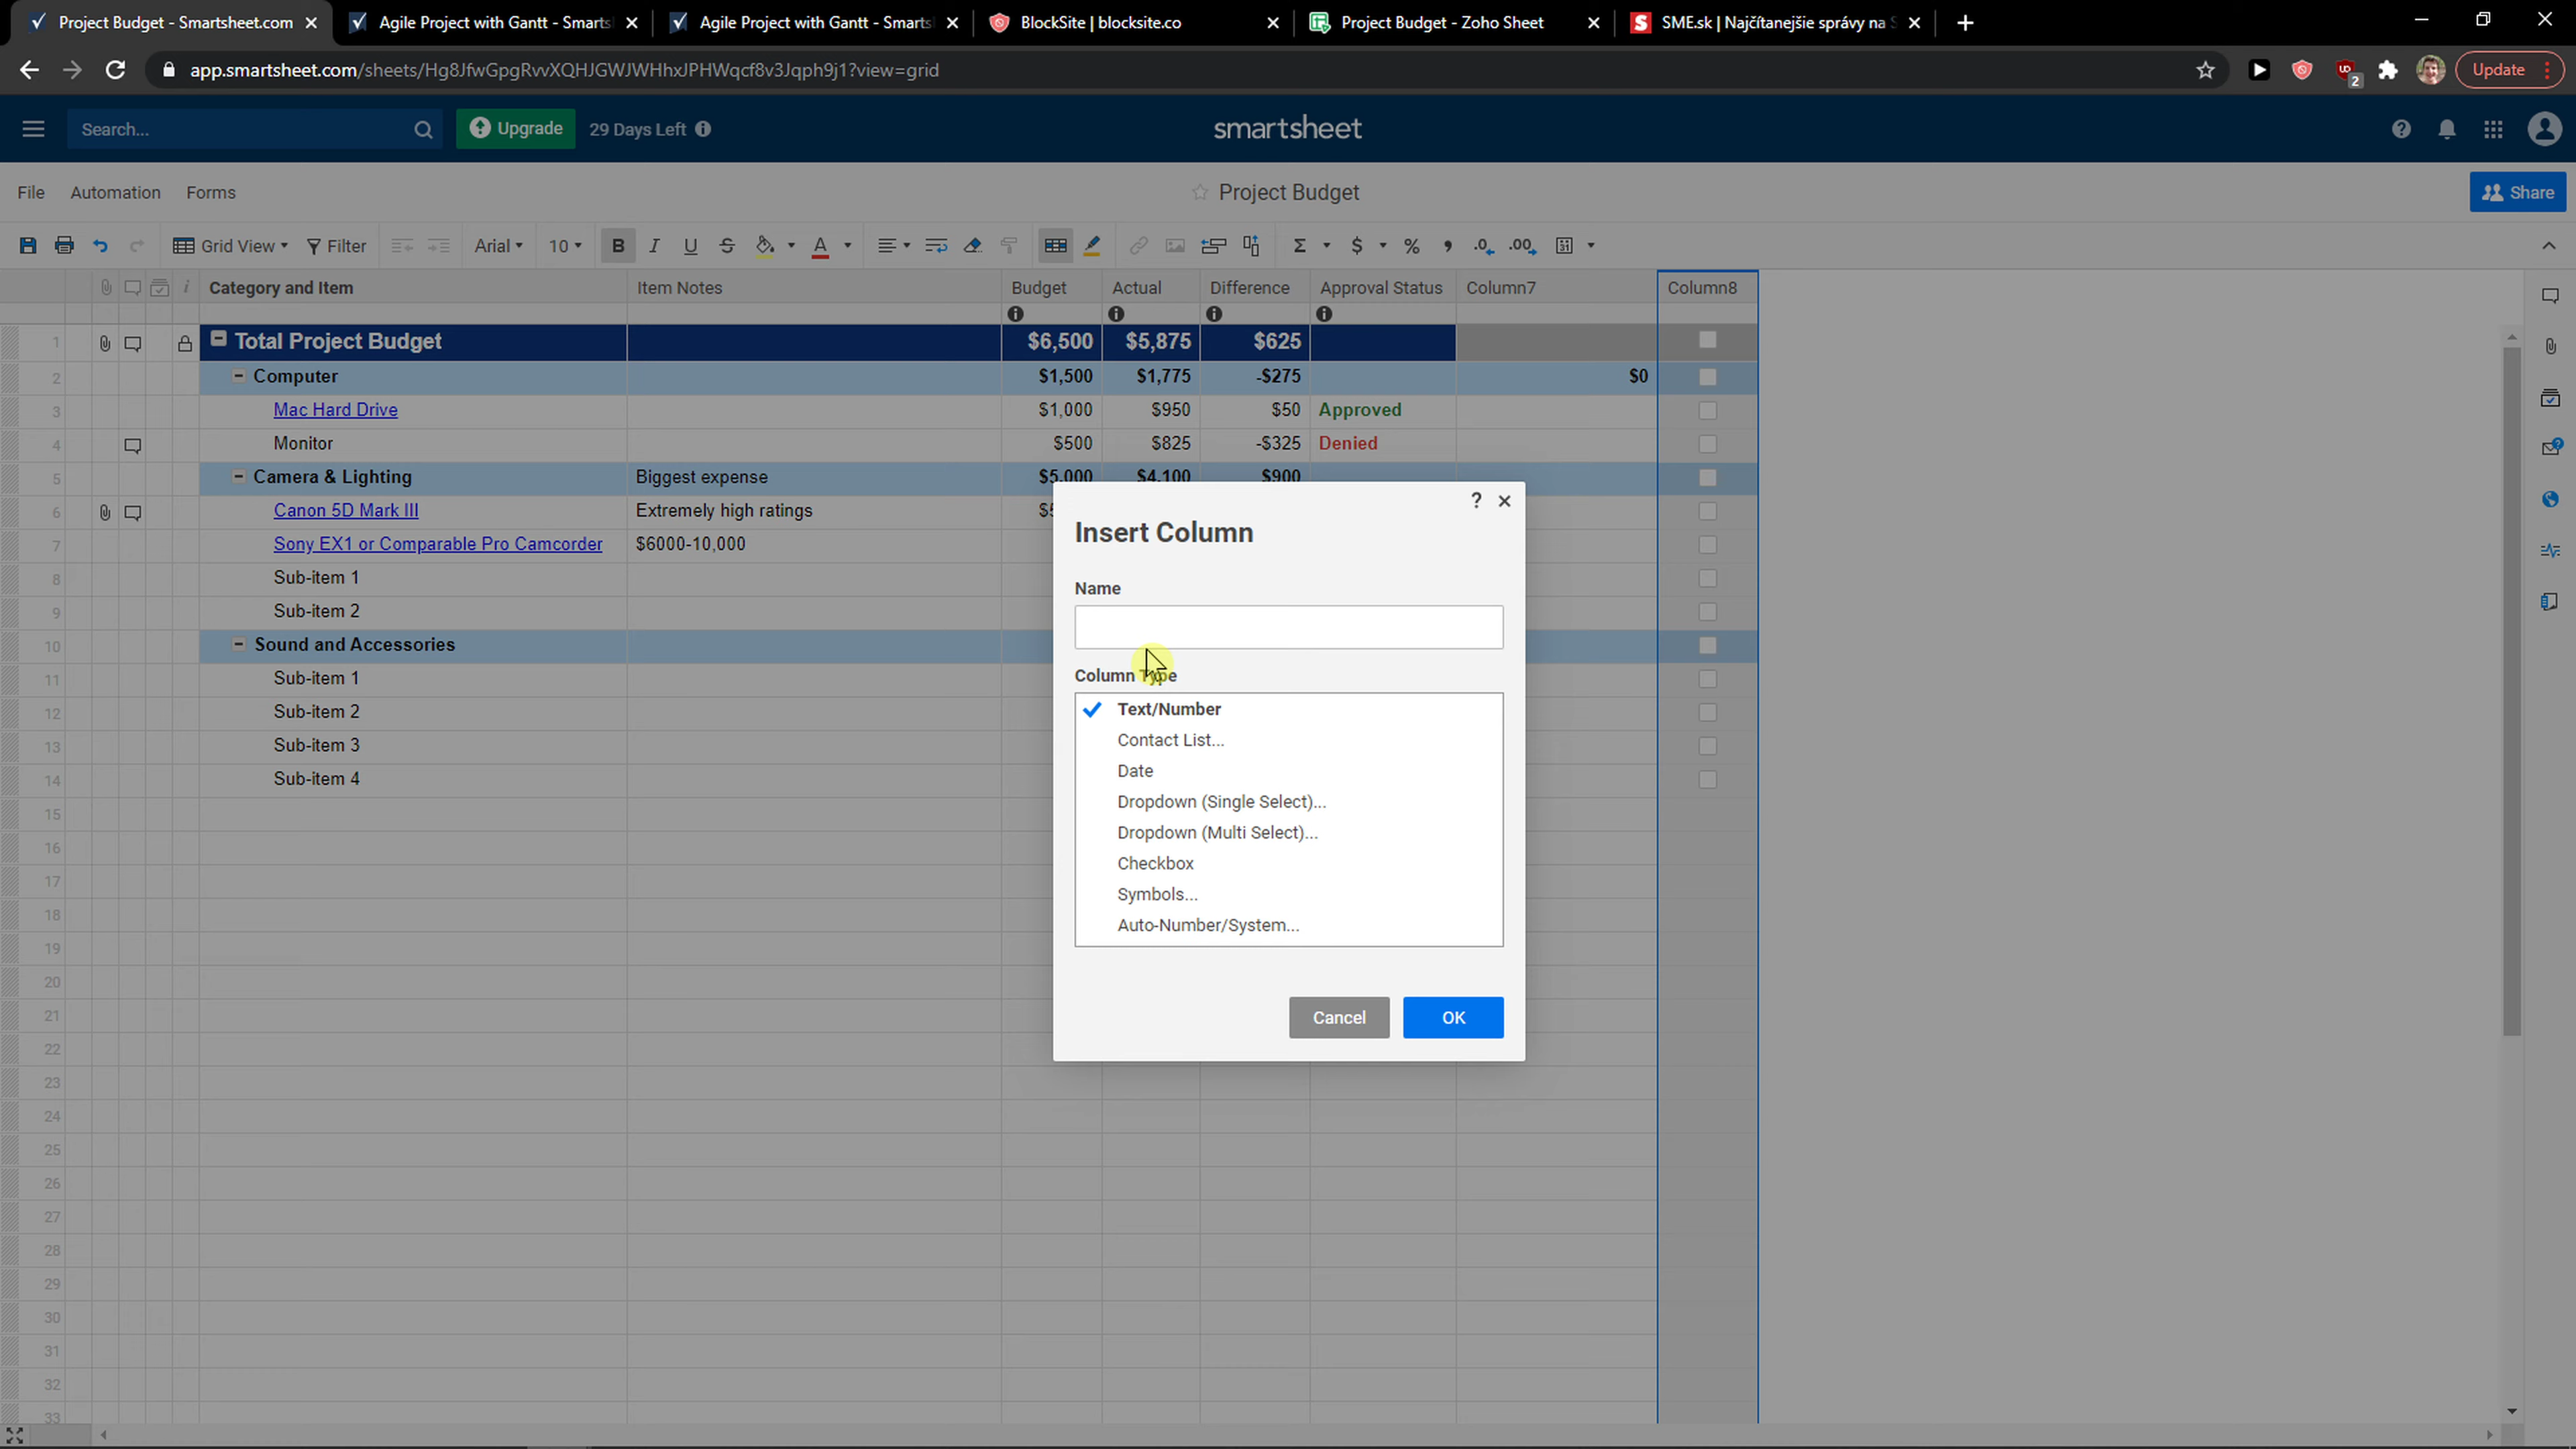 Project Budget - Smartsheet.com
Agile Project with Gantt - Smarts
Agile Project with Gantt - Smarts
BlockSite | blocksite.co
Project Budget - Zoho Sheet
SME.sk | Najčítanejšie správy na S
app.smartsheet.com/sheets/Hg8JfwGpgRvvXQHJGWJWHhxJPHWqcf8v3Jqph9j1?view=grid
2
Update
Search...
Upgrade
29 Days Left
smartsheet
File
Automation
Forms
Project Budget
Share
Grid View
Filter
Arial
10
B
I
U
S
A
Σ
$
%
,
.0
.00
Category and Item
Item Notes
Budget
Actual
Difference
Approval Status
Column7
Column8
1 Total Project Budget $6,500 $5,875 $625
2 Computer $1,500 $1,775 -$275 $0
3 Mac Hard Drive $1,000 $950 $50 Approved
4 Monitor $500 $825 -$325 Denied
5 Camera & Lighting Biggest expense $5,000 $4,100 $900
6 Canon 5D Mark III Extremely high ratings
7 Sony EX1 or Comparable Pro Camcorder $6000-10,000
8 Sub-item 1
9 Sub-item 2
10 Sound and Accessories
11 Sub-item 1
12 Sub-item 2
13 Sub-item 3
14 Sub-item 4
15
16
17
18
19
20
21
22
23
24
25
26
27
28
29
30
31
32
33
Insert Column
Name
Column Type
Text/Number
Contact List...
Date
Dropdown (Single Select)...
Dropdown (Multi Select)...
Checkbox
Symbols...
Auto-Number/System...
Cancel
OK